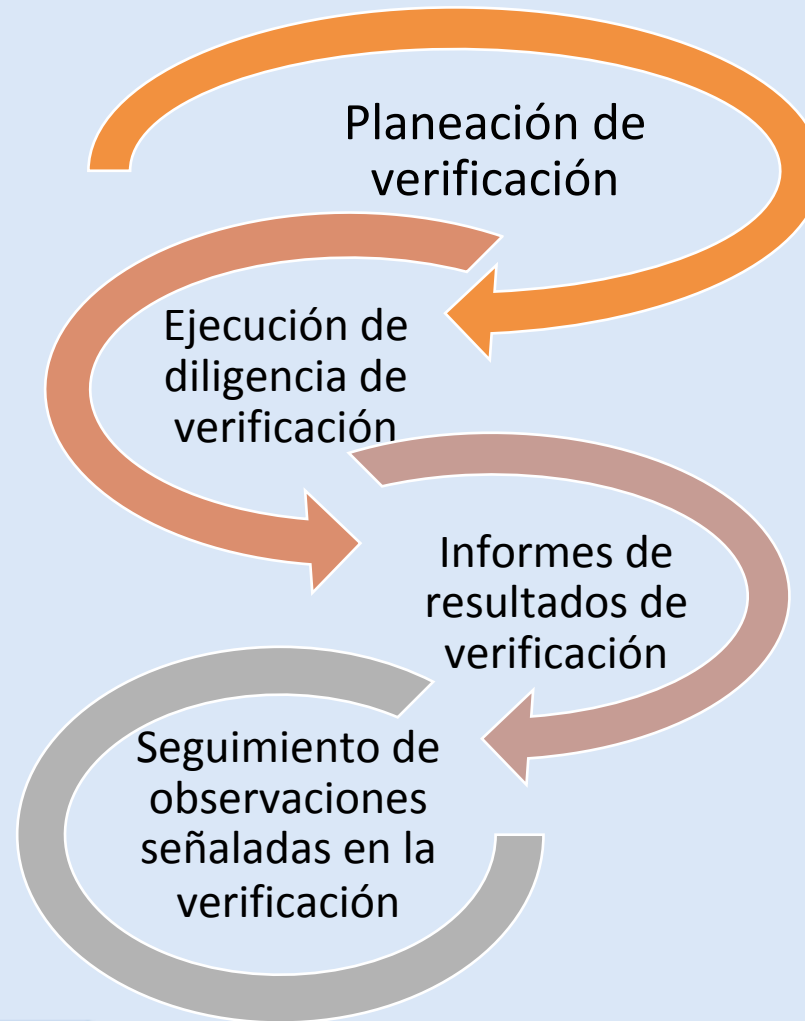 Planeación de
verificación
Ejecución de
diligencia de
verificación
Informes de
resultados de
verificación
Seguimiento de
observaciones
señaladas en la
verificación